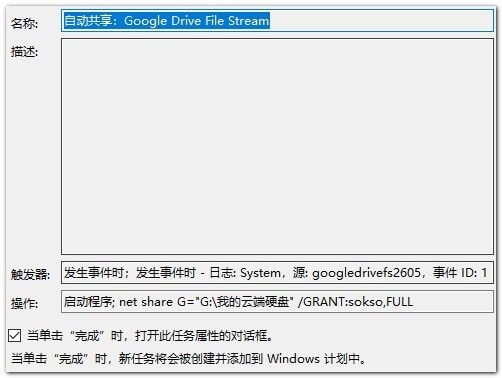 名称: 自动共享：Google Drive File Stream
描述:
触发器: 发生事件时；发生事件时 - 日志: System，源: googledrivefs2605，事件 ID: 1
操作: 启动程序; net share G="G:\我的云端硬盘" /GRANT:sokso,FULL
当单击“完成”时，打开此任务属性的对话框。
当单击“完成”时，新任务将会被创建并添加到 Windows 计划中。